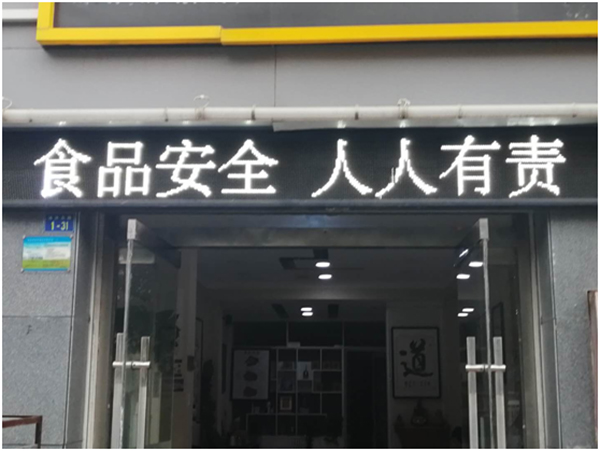 食品安全 人人有责
1-31
道